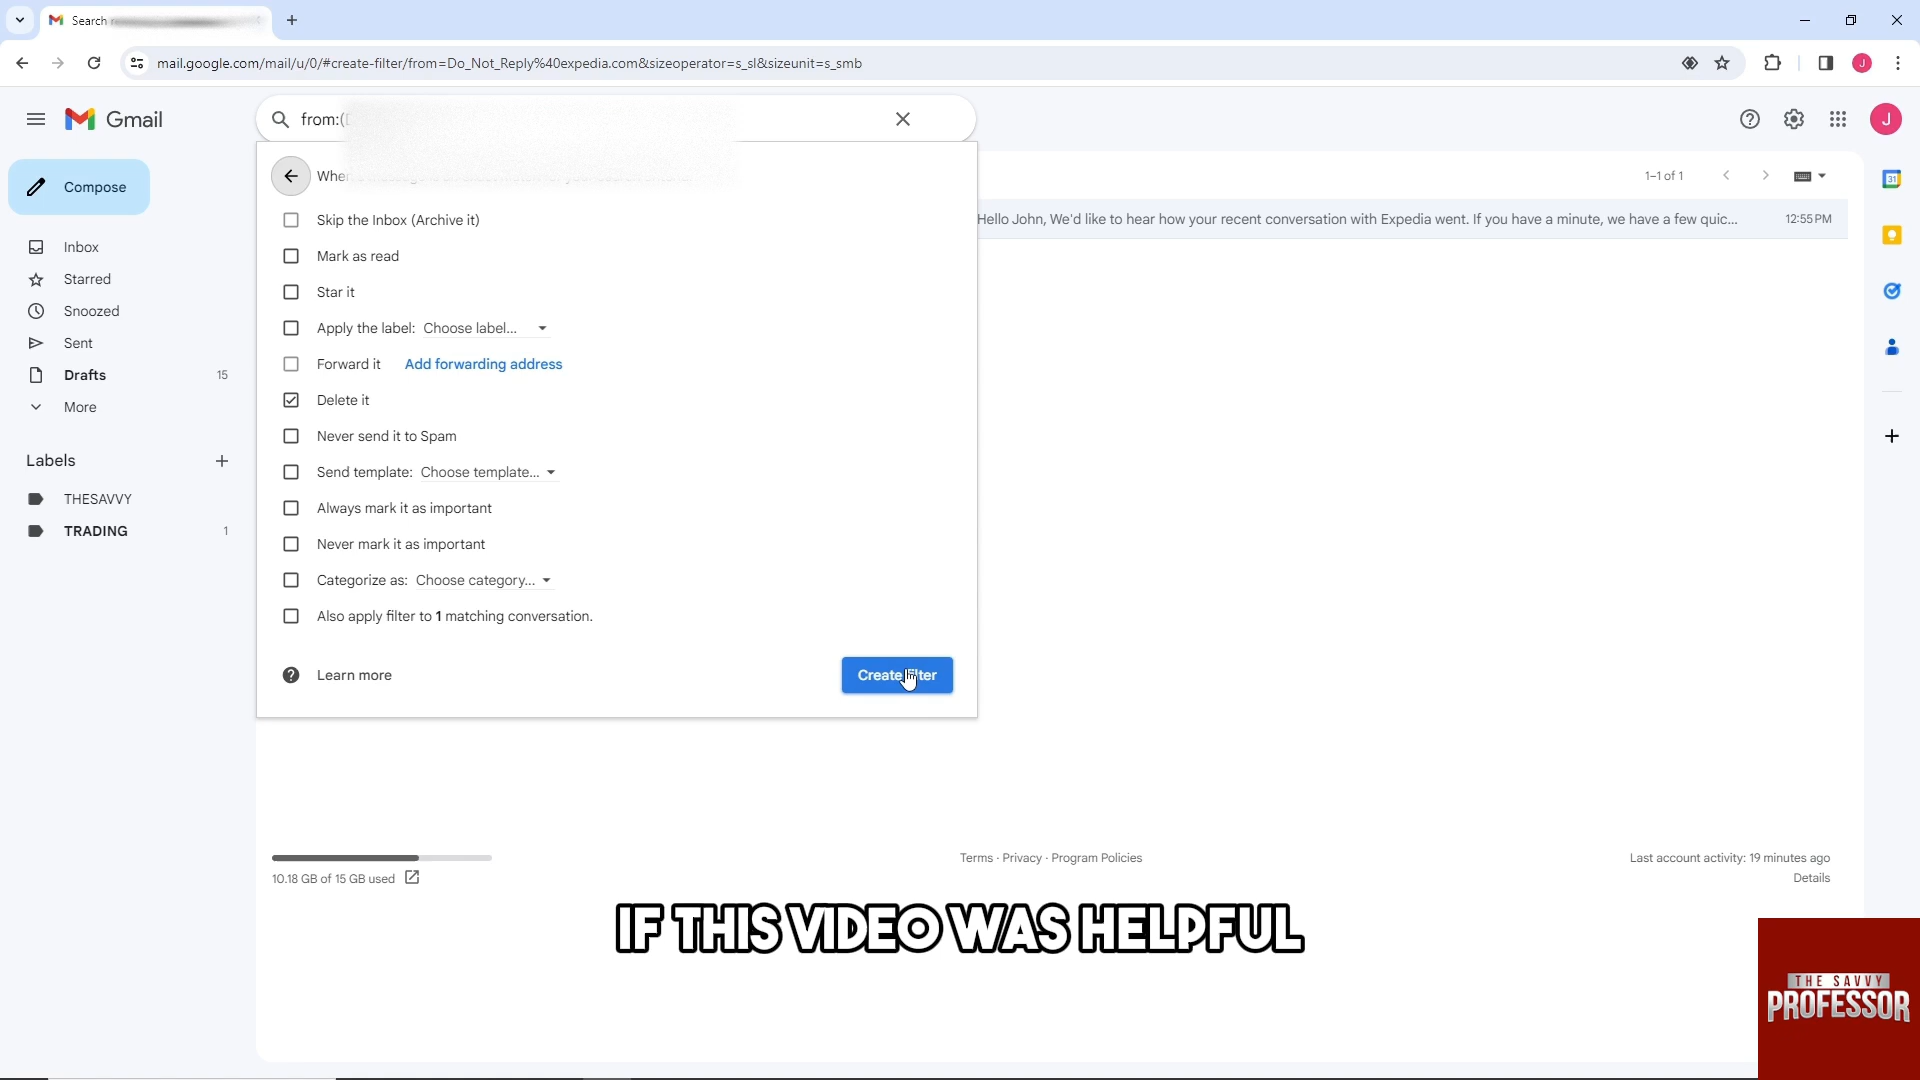 Search
mail.google.com/mail/u/0/#create-filter/from=Do_Not_Reply%40expedia.com&sizeoperator=s_sl&sizeunit=s_smb
J
Gmail
from:(
J
Compose
1–1 of 1
Skip the Inbox (Archive it)
Hello John, We'd like to hear how your recent conversation with Expedia went. If you have a minute, we have a few quic...
12:55 PM
31
Inbox
Mark as read
Starred
Star it
Snoozed
Apply the label: Choose label...
Sent
Forward it Add forwarding address
Drafts 15
Delete it
More
Never send it to Spam
Labels
Send template: Choose template...
THESAVVY
Always mark it as important
TRADING 1
Never mark it as important
Categorize as: Choose category...
Also apply filter to 1 matching conversation.
Learn more
Create filter
10.18 GB of 15 GB used
Terms · Privacy · Program Policies
Last account activity: 19 minutes ago
Details
IF THIS VIDEO WAS HELPFUL
THE SAVVY
PROFESSOR